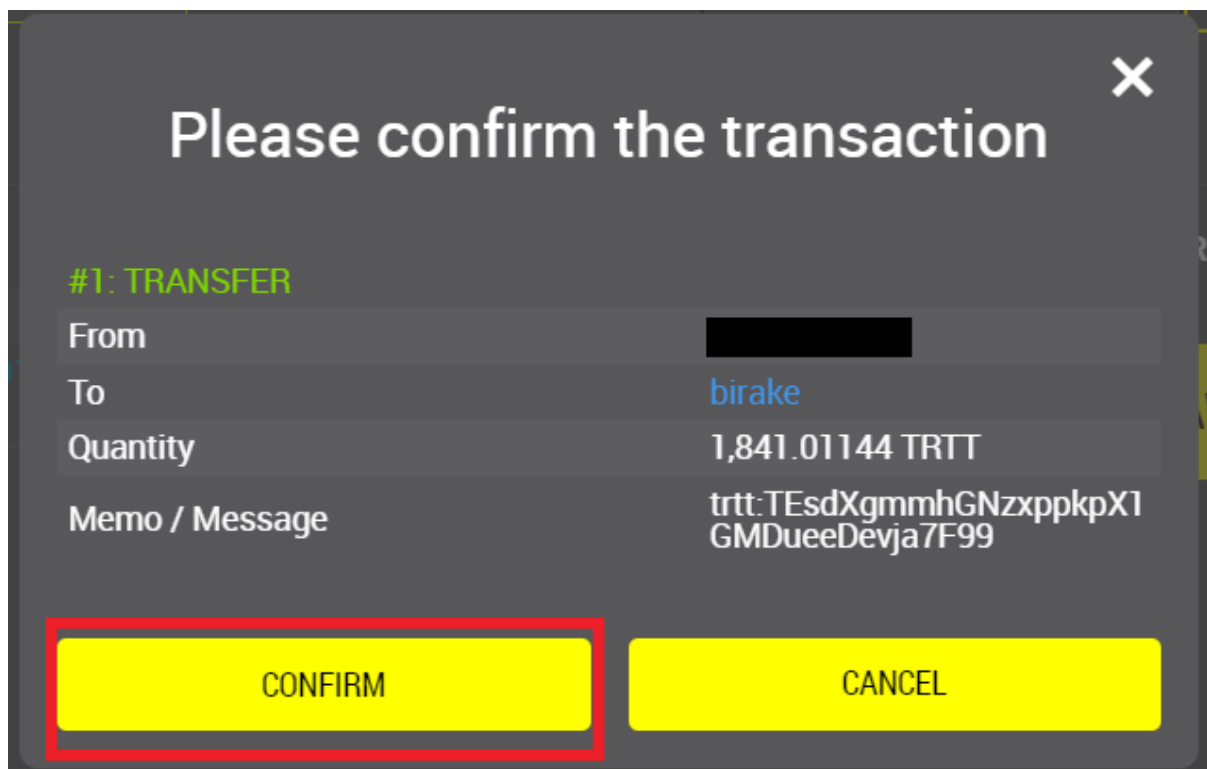 Please confirm the transaction
#1: TRANSFER
From
To birake
Quantity 1,841.01144 TRTT
Memo / Message trtt:TEsdXgmmhGNzxppkpX1
GMDueeDevja7F99
CONFIRM CANCEL